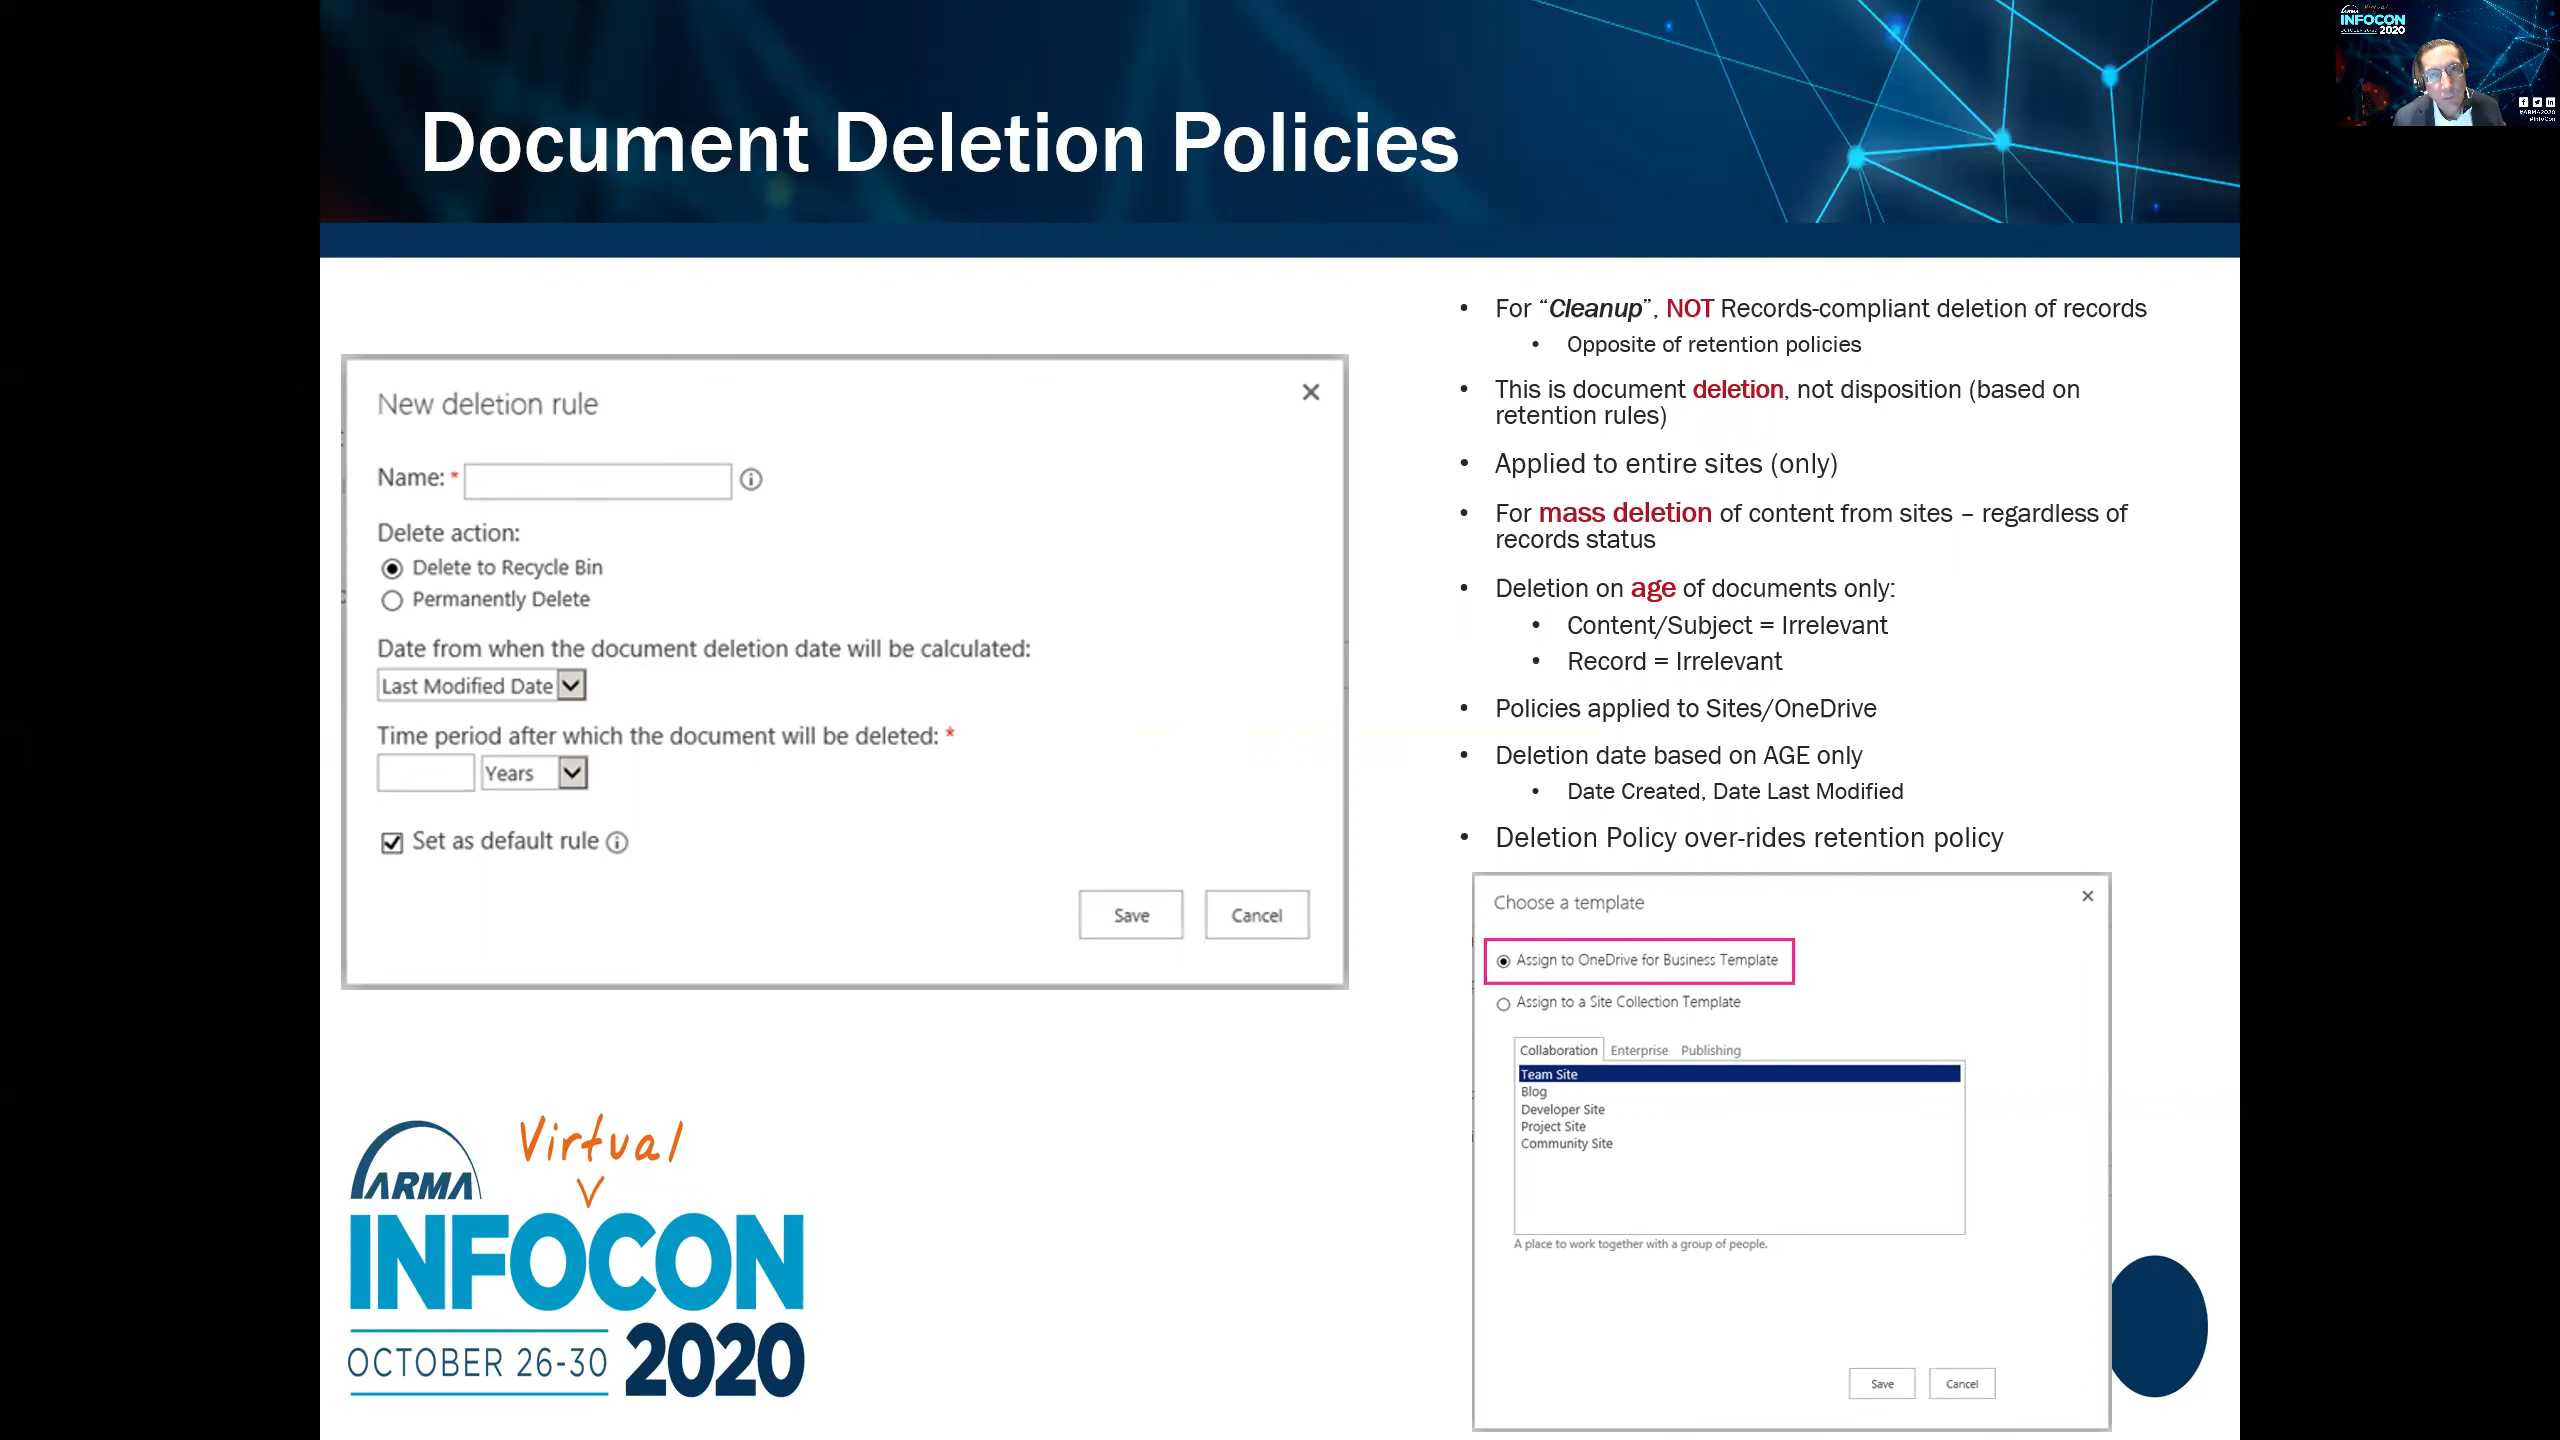 Document Deletion Policies
ARMA Virtual
INFOCON
2020
#ARMA2020
#InfoCon
New deletion rule
Name: *
Delete action:
Delete to Recycle Bin
Permanently Delete
Date from when the document deletion date will be calculated:
Last Modified Date
Time period after which the document will be deleted: *
Years
Set as default rule
Save Cancel
• For “Cleanup”, NOT Records-compliant deletion of records
• Opposite of retention policies
• This is document deletion, not disposition (based on
retention rules)
• Applied to entire sites (only)
• For mass deletion of content from sites – regardless of
records status
• Deletion on age of documents only:
• Content/Subject = Irrelevant
• Record = Irrelevant
• Policies applied to Sites/OneDrive
• Deletion date based on AGE only
• Date Created, Date Last Modified
• Deletion Policy over-rides retention policy
Choose a template
Assign to OneDrive for Business Template
Assign to a Site Collection Template
Collaboration Enterprise Publishing
Team Site
Blog
Developer Site
Project Site
Community Site
A place to work together with a group of people.
Save Cancel
Virtual
ARMA
INFOCON
OCTOBER 26-30 2020